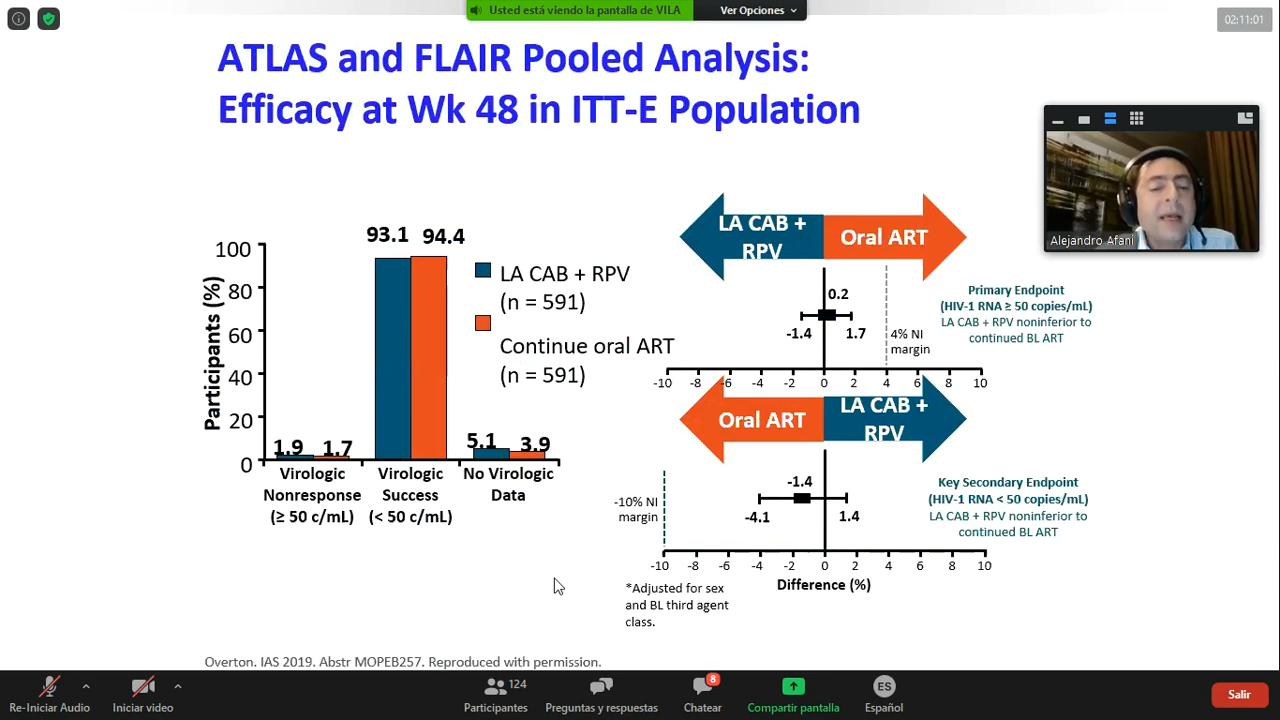 Usted está viendo la pantalla de VILA
Ver Opciones
02:11:01
ATLAS and FLAIR Pooled Analysis:
Efficacy at Wk 48 in ITT-E Population
Alejandro Afani
Participants (%)
100
80
60
40
20
0
93.1 94.4
1.9 1.7
5.1 3.9
Virologic
Nonresponse
(≥ 50 c/mL)
Virologic
Success
(< 50 c/mL)
No Virologic
Data
LA CAB + RPV
(n = 591)
Continue oral ART
(n = 591)
LA CAB +
RPV
Oral ART
0.2
-1.4 1.7
4% NI
margin
-10 -8 -6 -4 -2 0 2 4 6 8 10
Primary Endpoint
(HIV-1 RNA ≥ 50 copies/mL)
LA CAB + RPV noninferior to
continued BL ART
Oral ART
LA CAB +
RPV
-10% NI
margin
-1.4
-4.1 1.4
-10 -8 -6 -4 -2 0 2 4 6 8 10
Difference (%)
Key Secondary Endpoint
(HIV-1 RNA < 50 copies/mL)
LA CAB + RPV noninferior to
continued BL ART
*Adjusted for sex
and BL third agent
class.
Overton. IAS 2019. Abstr MOPEB257. Reproduced with permission.
Re-Iniciar Audio
Iniciar video
124
Participantes
Preguntas y respuestas
8
Chatear
Compartir pantalla
ES
Español
Salir